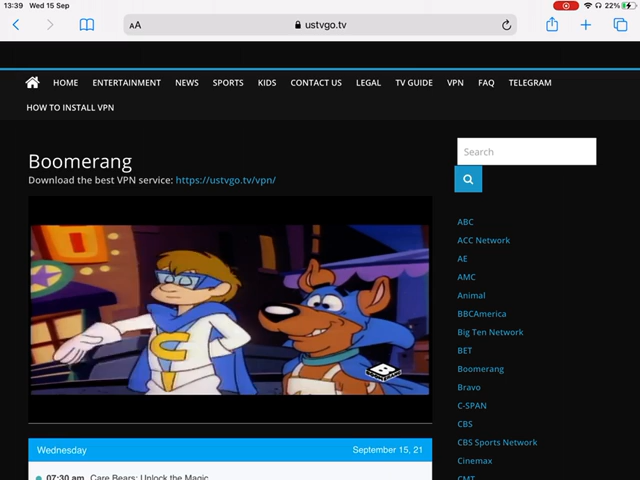 13:39 Wed 15 Sep
22%
AA
ustvgo.tv
HOME ENTERTAINMENT NEWS SPORTS KIDS CONTACT US LEGAL TV GUIDE VPN FAQ TELEGRAM
HOW TO INSTALL VPN
Boomerang
Download the best VPN service: https://ustvgo.tv/vpn/
C
Wednesday September 15, 21
07:30 am Care Bears: Unlock the Magic
Search
ABC
ACC Network
AE
AMC
Animal
BBCAmerica
Big Ten Network
BET
Boomerang
Bravo
C-SPAN
CBS
CBS Sports Network
Cinemax
CMT